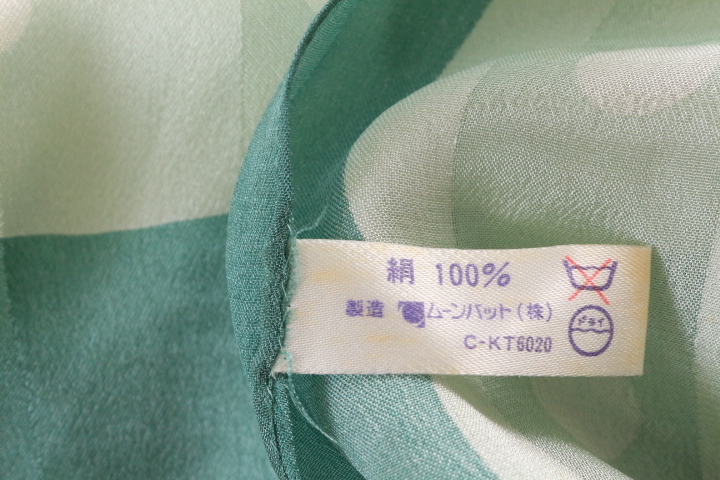 絹 100%
製造 ムーンバット(株)
C-KT6020
ドライ